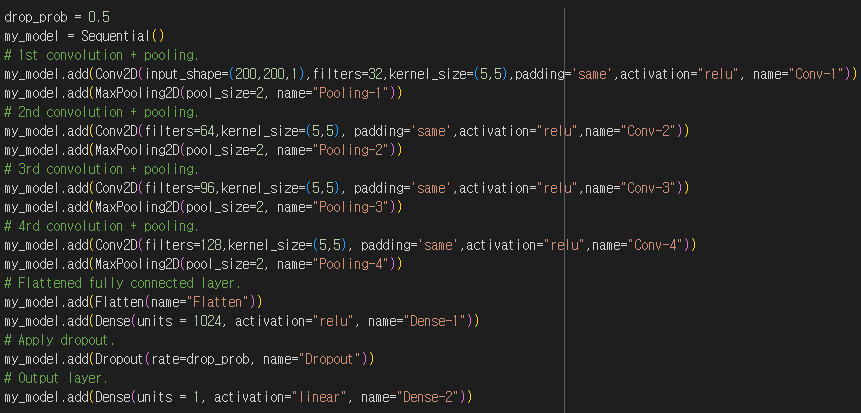 drop_prob = 0.5
my_model = Sequential()
# 1st convolution + pooling.
my_model.add(Conv2D(input_shape=(200,200,1),filters=32,kernel_size=(5,5),padding='same',activation="relu", name="Conv-1"))
my_model.add(MaxPooling2D(pool_size=2, name="Pooling-1"))
# 2nd convolution + pooling.
my_model.add(Conv2D(filters=64,kernel_size=(5,5), padding='same',activation="relu",name="Conv-2"))
my_model.add(MaxPooling2D(pool_size=2, name="Pooling-2"))
# 3rd convolution + pooling.
my_model.add(Conv2D(filters=96,kernel_size=(5,5), padding='same',activation="relu",name="Conv-3"))
my_model.add(MaxPooling2D(pool_size=2, name="Pooling-3"))
# 4rd convolution + pooling.
my_model.add(Conv2D(filters=128,kernel_size=(5,5), padding='same',activation="relu",name="Conv-4"))
my_model.add(MaxPooling2D(pool_size=2, name="Pooling-4"))
# Flattened fully connected layer.
my_model.add(Flatten(name="Flatten"))
my_model.add(Dense(units = 1024, activation="relu", name="Dense-1"))
# Apply dropout.
my_model.add(Dropout(rate=drop_prob, name="Dropout"))
# Output layer.
my_model.add(Dense(units = 1, activation="linear", name="Dense-2"))